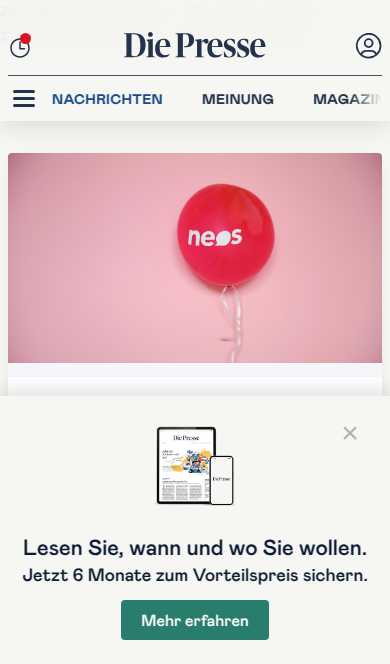 Die Presse
NACHRICHTEN MEINUNG MAGAZIN
neos
Die Presse
Die Presse
Lesen Sie, wann und wo Sie wollen.
Jetzt 6 Monate zum Vorteilspreis sichern.
Mehr erfahren